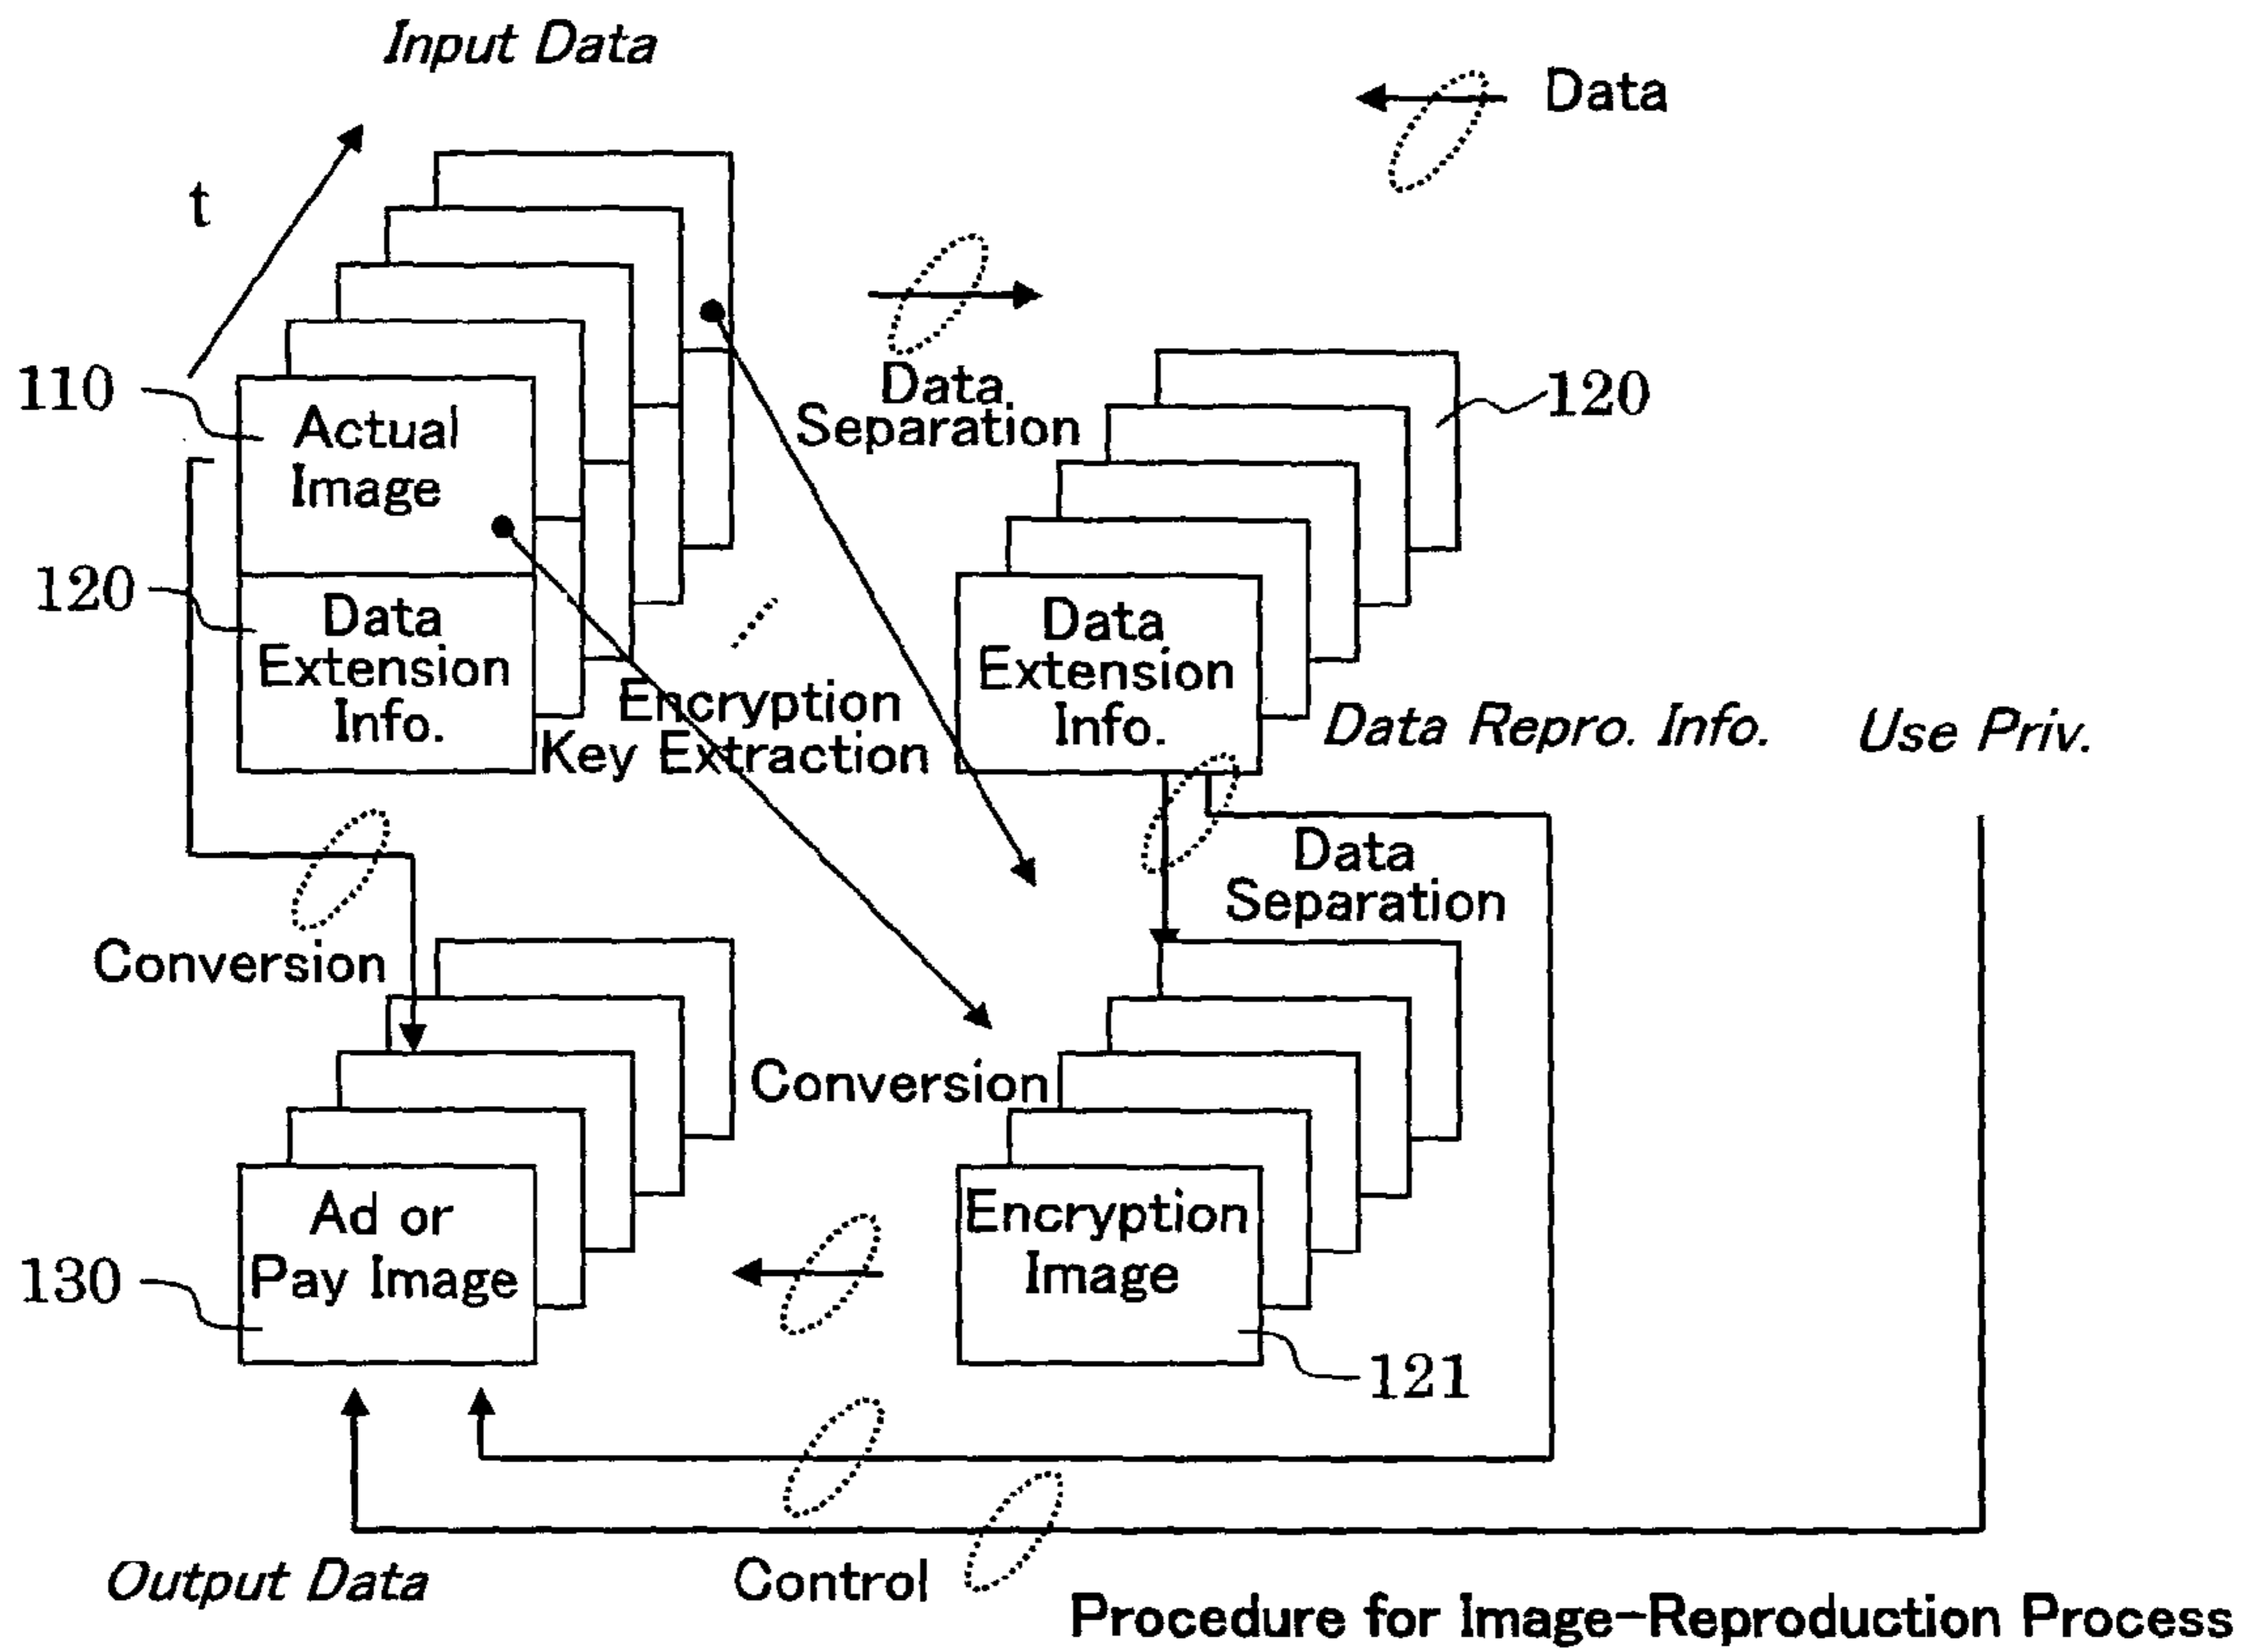 Input Data
Data
t
110
Actual
Image
120
Data
Extension
Info.
Data
Separation
120
Data
Extension
Info.
Encryption
Key Extraction
Data Repro. Info.
Use Priv.
Data
Separation
Conversion
Conversion
Ad or
Pay Image
130
Encryption
Image
121
Output Data
Control
Procedure for Image-Reproduction Process